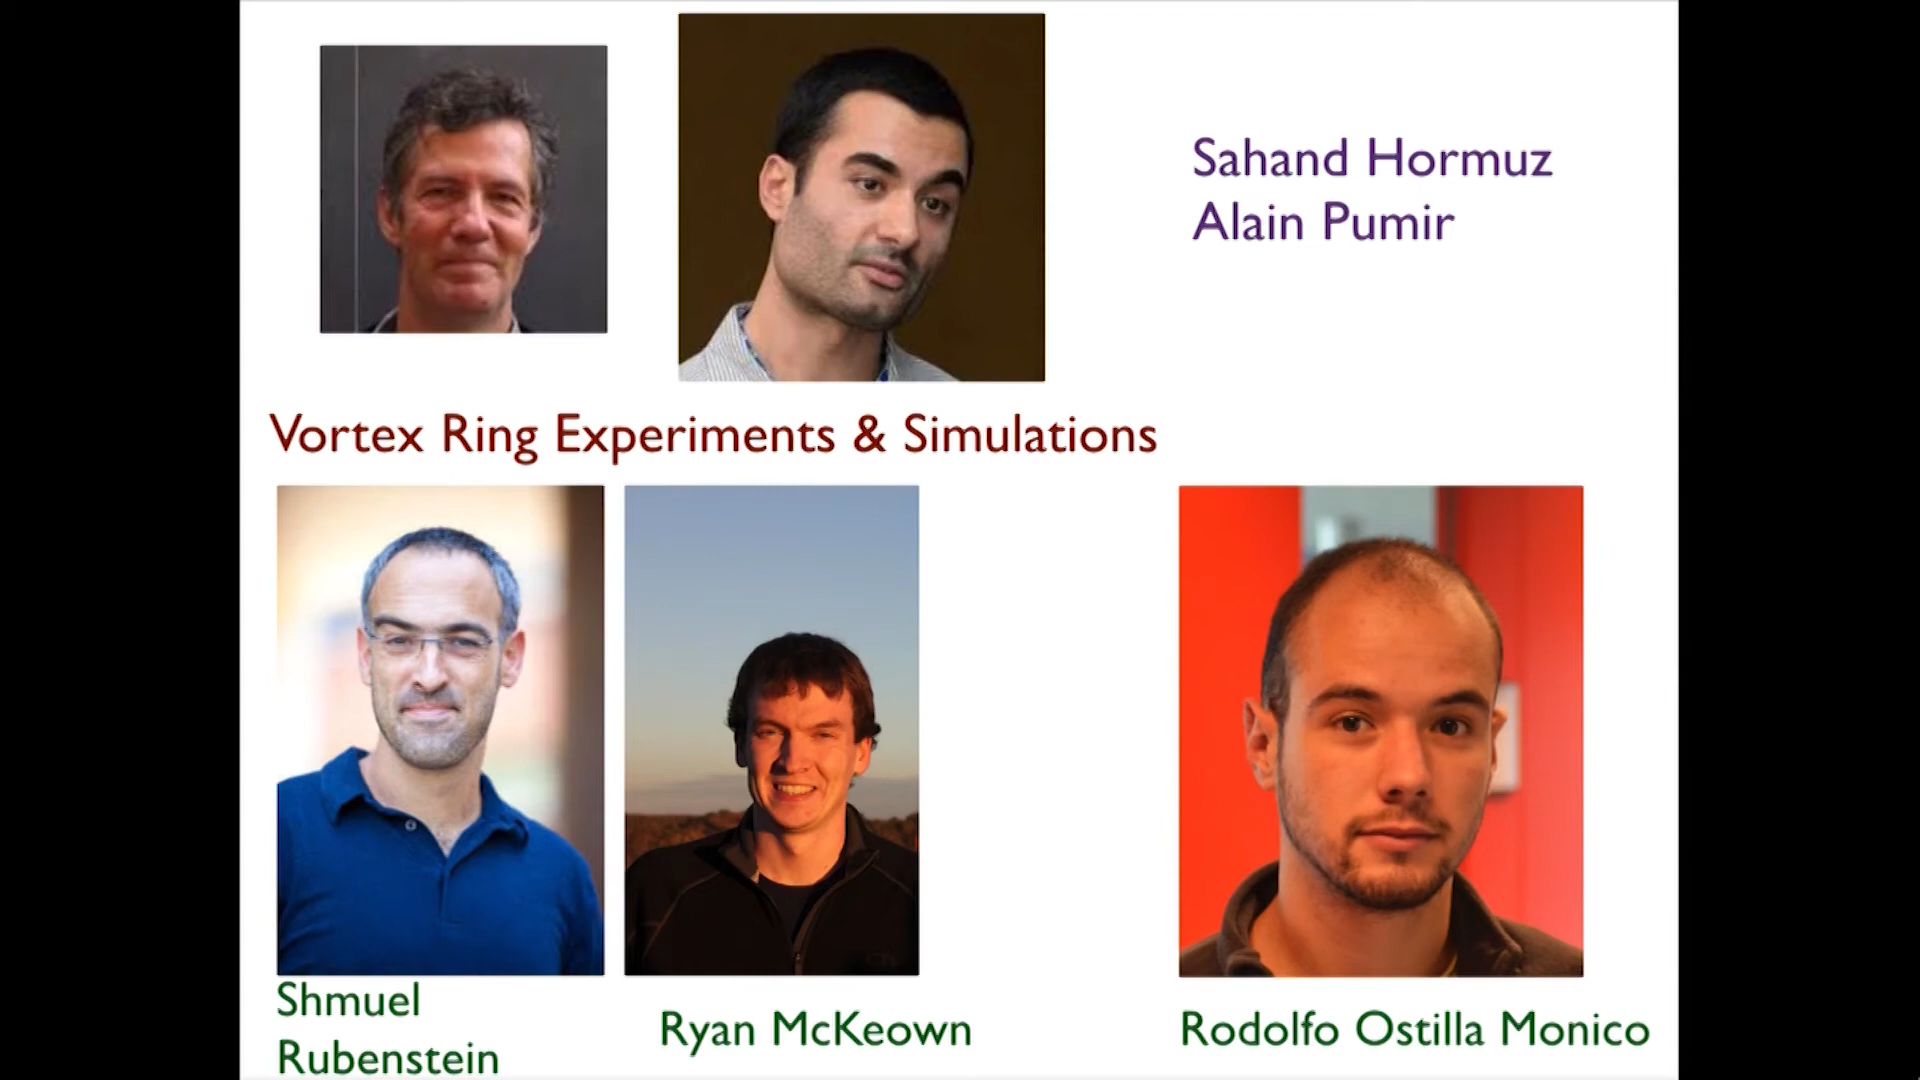 Sahand Hormuz
Alain Pumir
Vortex Ring Experiments & Simulations
Shmuel
Rubenstein
Ryan McKeown
Rodolfo Ostilla Monico